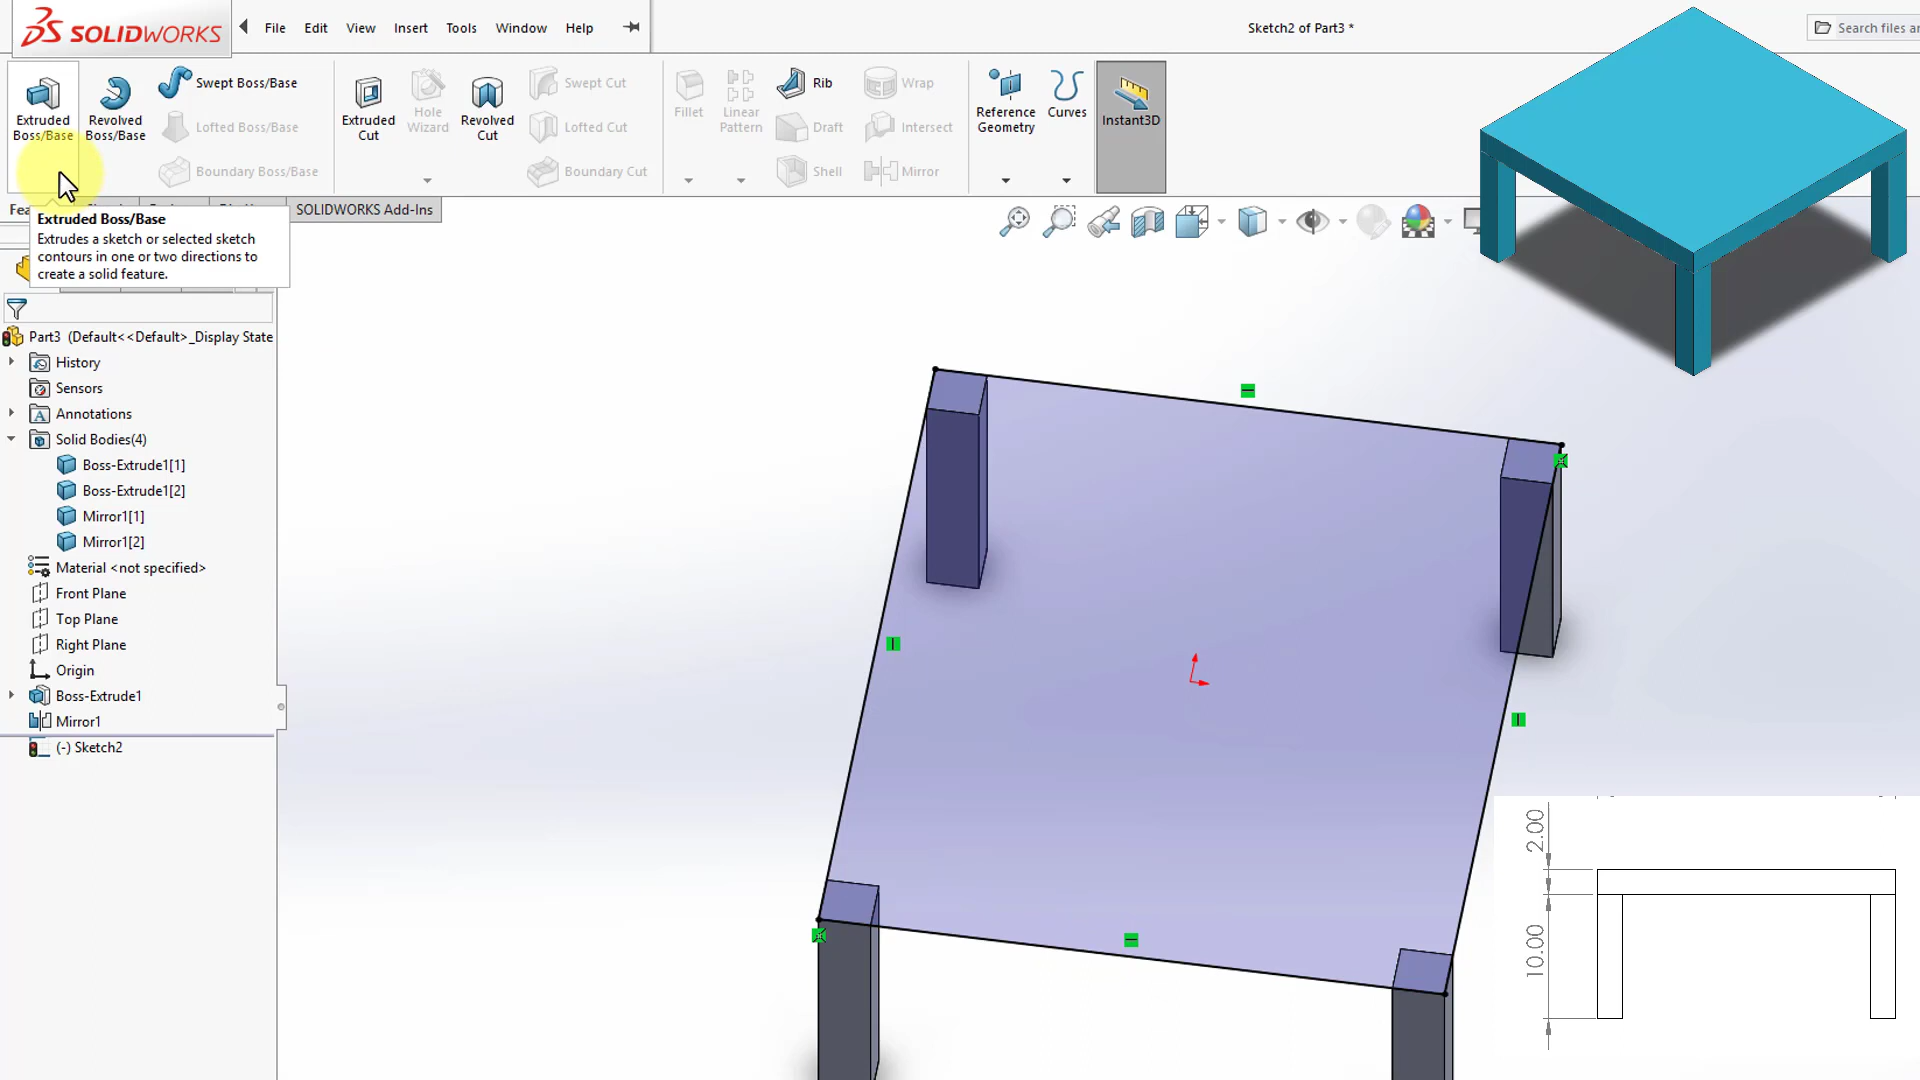 SOLIDWORKS
File Edit View Insert Tools Window Help
Sketch2 of Part3 *
Search files an
Extruded Boss/Base
Revolved Boss/Base
Swept Boss/Base
Lofted Boss/Base
Boundary Boss/Base
Extruded Cut
Hole Wizard
Revolved Cut
Swept Cut
Lofted Cut
Boundary Cut
Fillet
Linear Pattern
Rib
Draft
Shell
Wrap
Intersect
Mirror
Reference Geometry
Curves
Instant3D
SOLIDWORKS Add-Ins
Extruded Boss/Base
Extrudes a sketch or selected sketch
contours in one or two directions to
create a solid feature.
Part3 (Default<<Default>_Display State
History
Sensors
Annotations
Solid Bodies(4)
Boss-Extrude1[1]
Boss-Extrude1[2]
Mirror1[1]
Mirror1[2]
Material <not specified>
Front Plane
Top Plane
Right Plane
Origin
Boss-Extrude1
Mirror1
(-) Sketch2
2.00
10.00